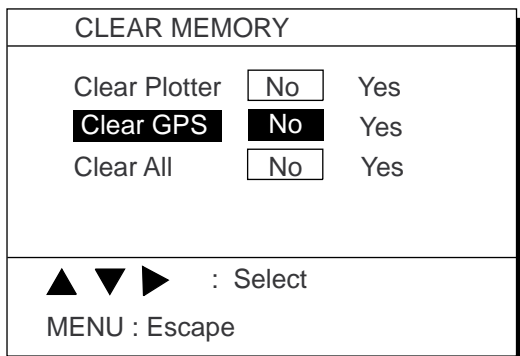 CLEAR MEMORY
Clear Plotter No Yes
Clear GPS No Yes
Clear All No Yes
▲ ▼ ▶ : Select
MENU : Escape